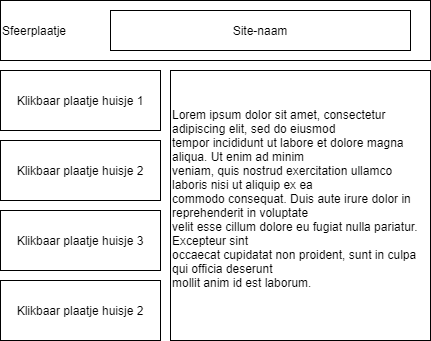 Sfeerplaatje
Site-naam
Klikbaar plaatje huisje 1
Klikbaar plaatje huisje 2
Klikbaar plaatje huisje 3
Klikbaar plaatje huisje 2
Lorem ipsum dolor sit amet, consectetur
adipiscing elit, sed do eiusmod
tempor incididunt ut labore et dolore magna
aliqua. Ut enim ad minim
veniam, quis nostrud exercitation ullamco
laboris nisi ut aliquip ex ea
commodo consequat. Duis aute irure dolor in
reprehenderit in voluptate
velit esse cillum dolore eu fugiat nulla pariatur.
Excepteur sint
occaecat cupidatat non proident, sunt in culpa
qui officia deserunt
mollit anim id est laborum.